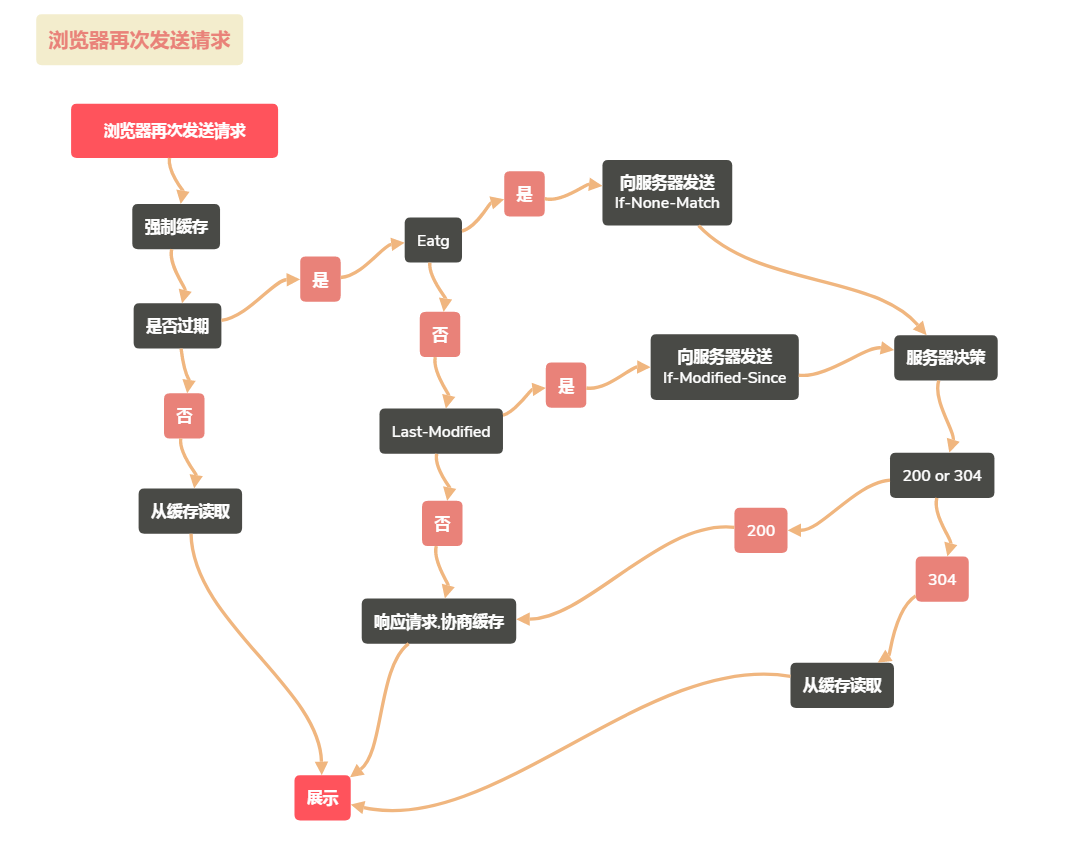 浏览器再次发送请求
浏览器再次发送请求
强制缓存
是否过期
是
否
从缓存读取
Eatg
是
向服务器发送
If-None-Match
否
Last-Modified
是
向服务器发送
If-Modified-Since
否
服务器决策
200 or 304
200
304
响应请求,协商缓存
从缓存读取
展示